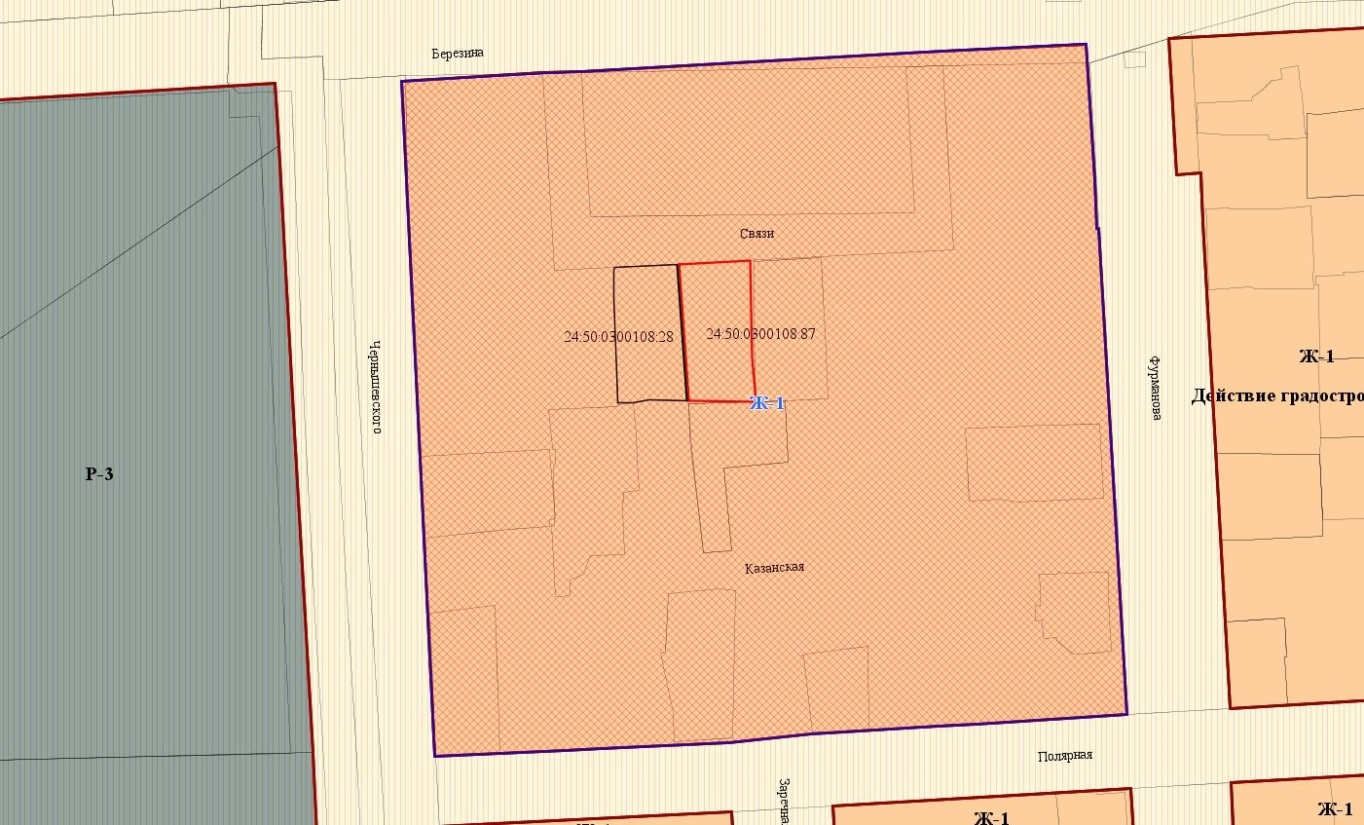 Березина
Связи
24:50:0300108:28
24:50:0300108:87
Чернышевского
Фурманова
Ж-1
Ж-1
Действие градостро
Р-3
Казанская
Полярная
Заречна
Ж-1
Ж-1